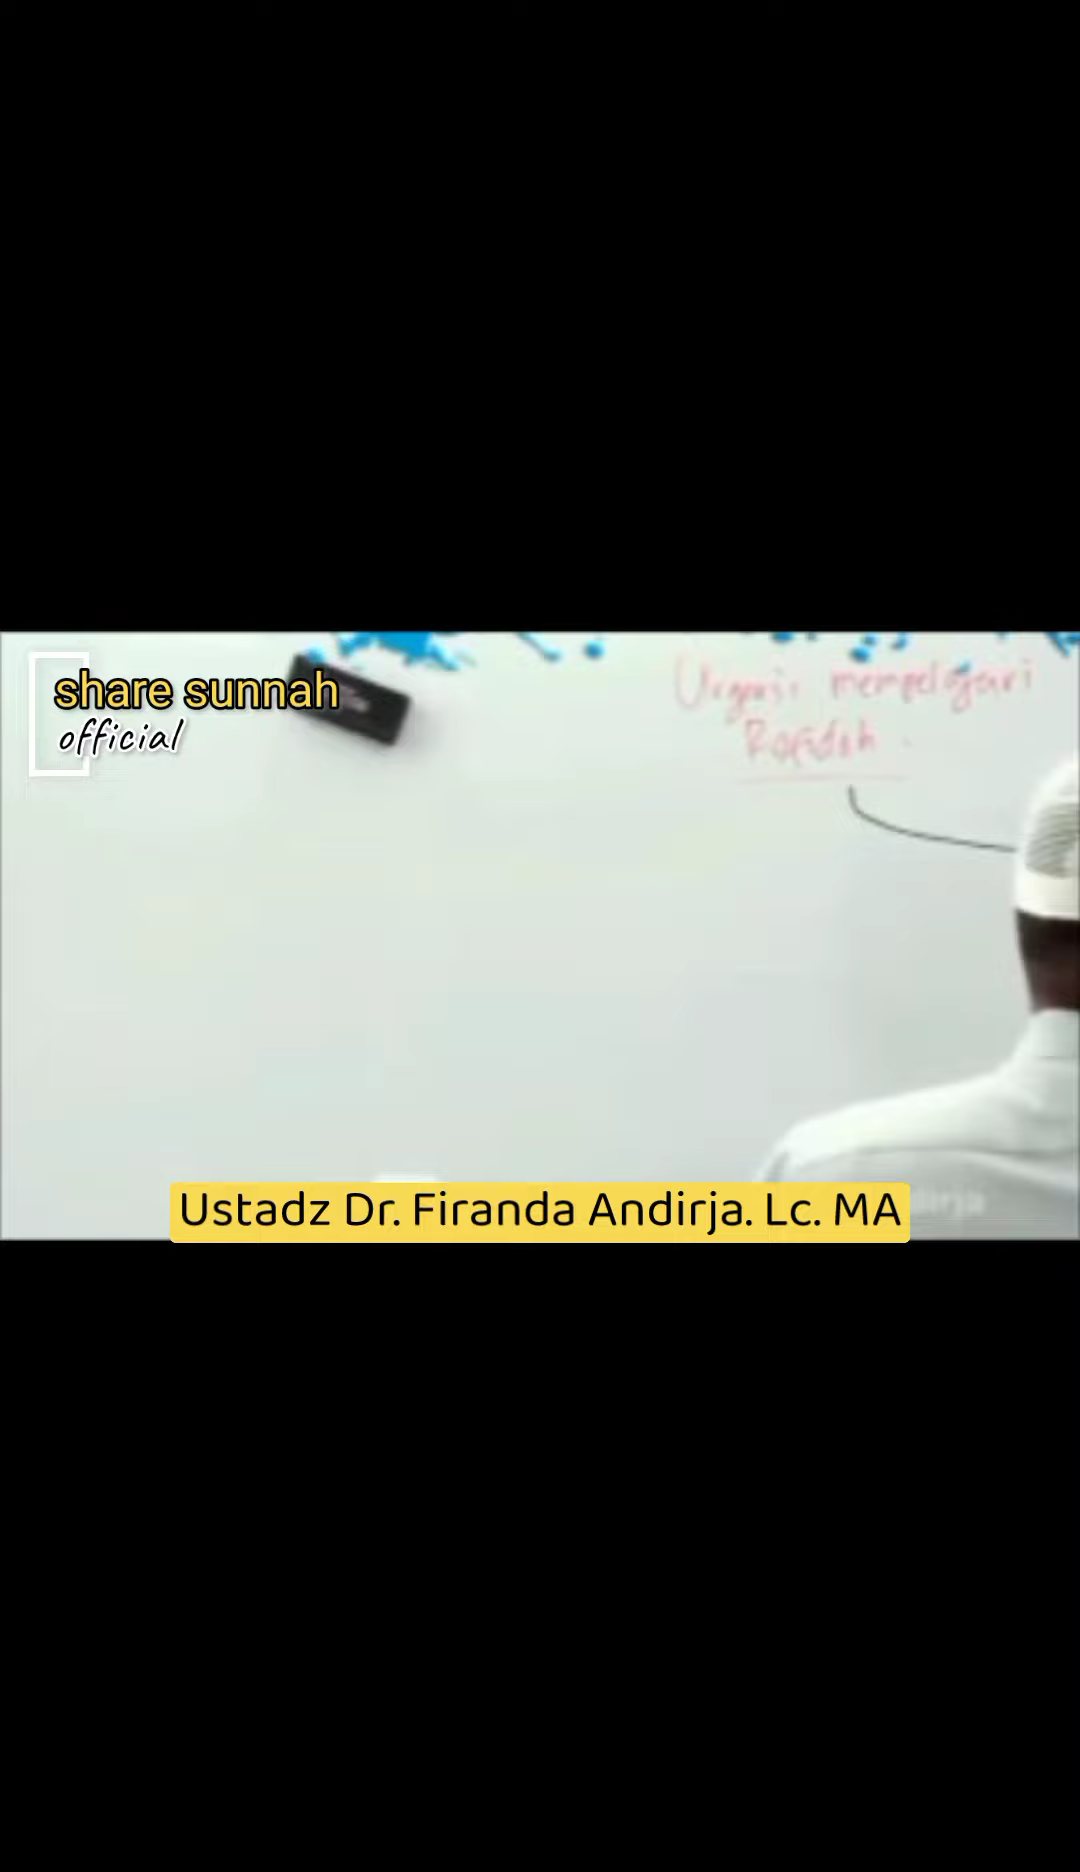 share sunnah
official
Urgensi mempelajari
Rafidah
Ustadz Dr. Firanda Andirja. Lc. MA